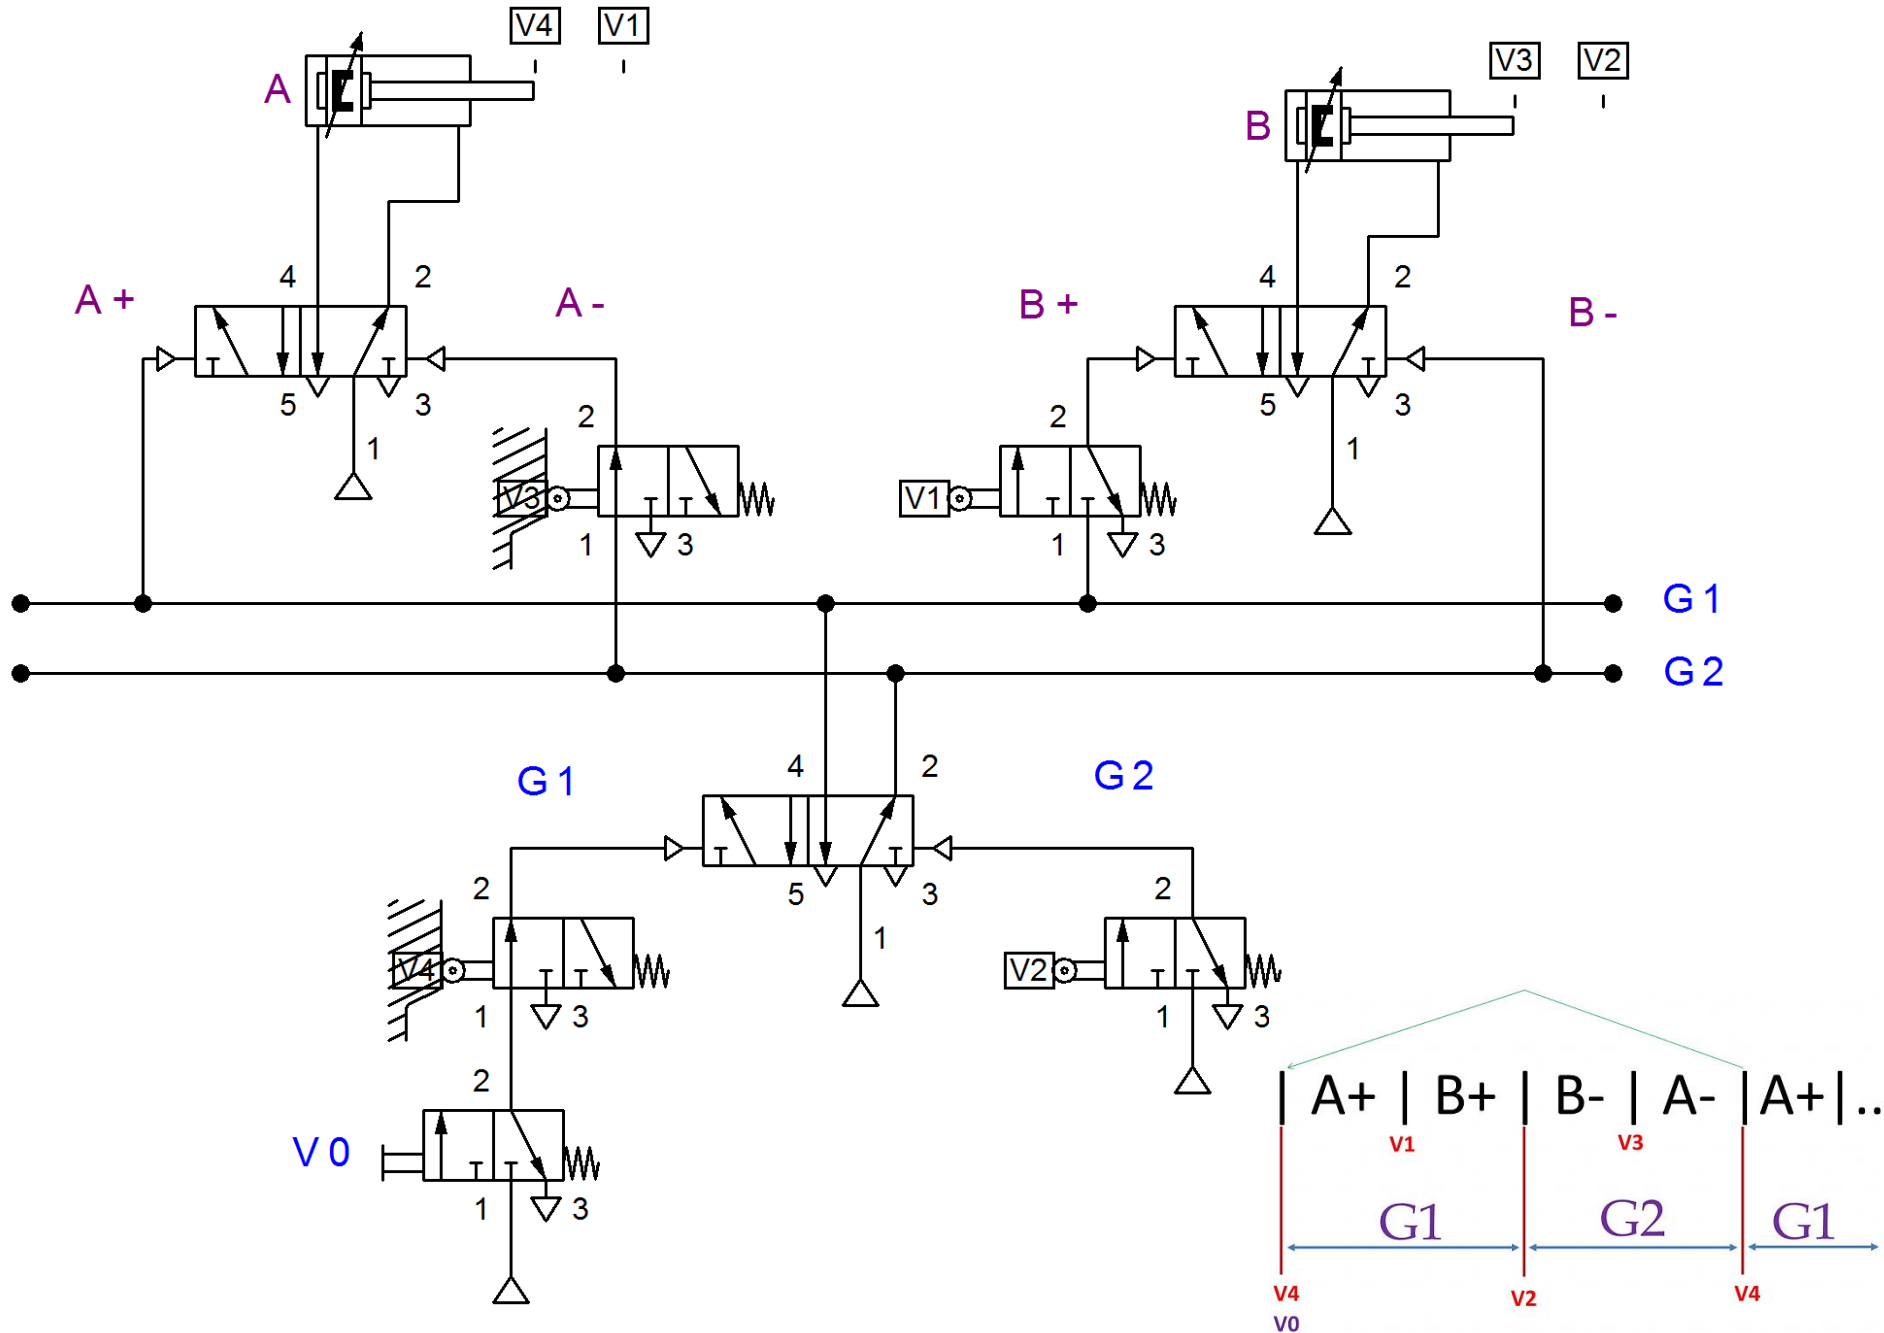 V4 V1
V3 V2
A
B
4 2
4 2
A + A -
B + B -
5 3
5 3
1
1
2
2
V3
V1
1 3
1 3
G 1
G 2
4 2
G 1
G 2
5 3
1
2
2
V4
V2
1 3
1 3
2
V 0
1 3
| A+ | B+ | B- | A- | A+ | ..
V1 V3
G1 G2 G1
V4 V2 V4
V0